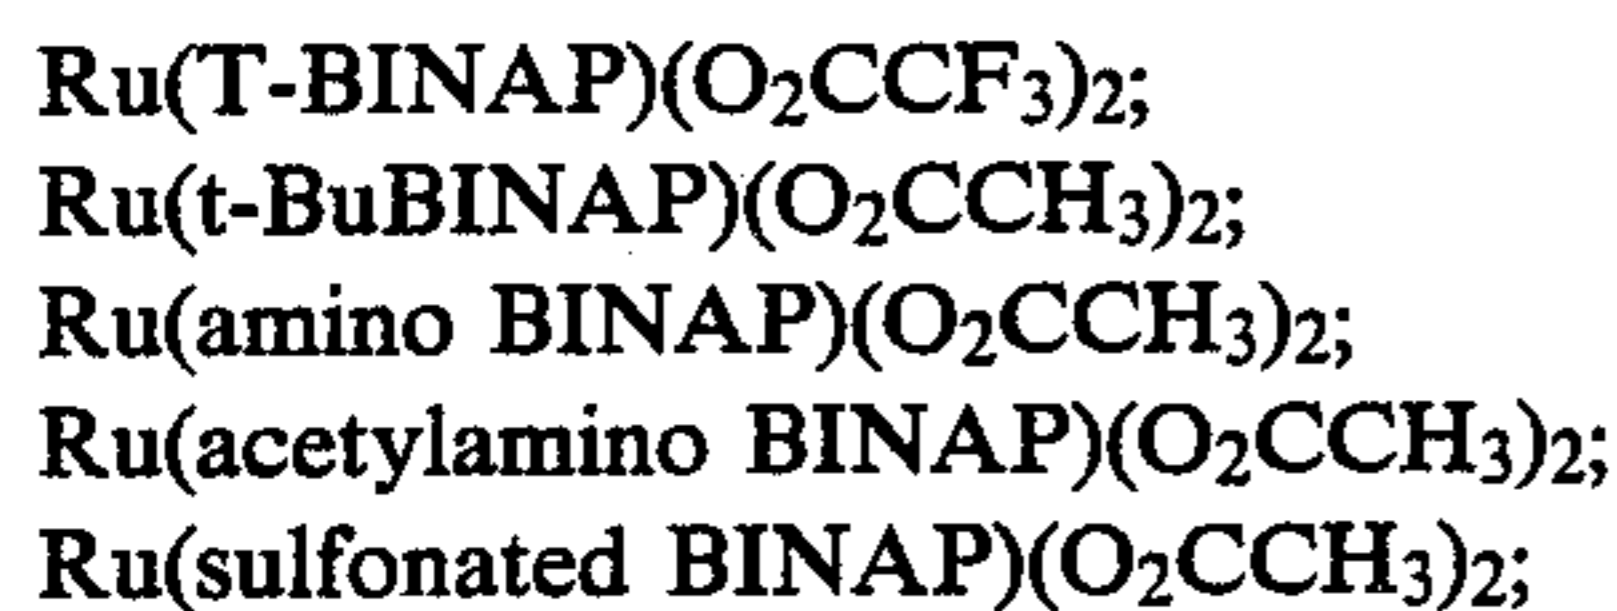 Ru(T-BINAP)(O₂CCF₃)₂;
Ru(t-BuBINAP)(O₂CCH₃)₂;
Ru(amino BINAP)(O₂CCH₃)₂;
Ru(acetylamino BINAP)(O₂CCH₃)₂;
Ru(sulfonated BINAP)(O₂CCH₃)₂;